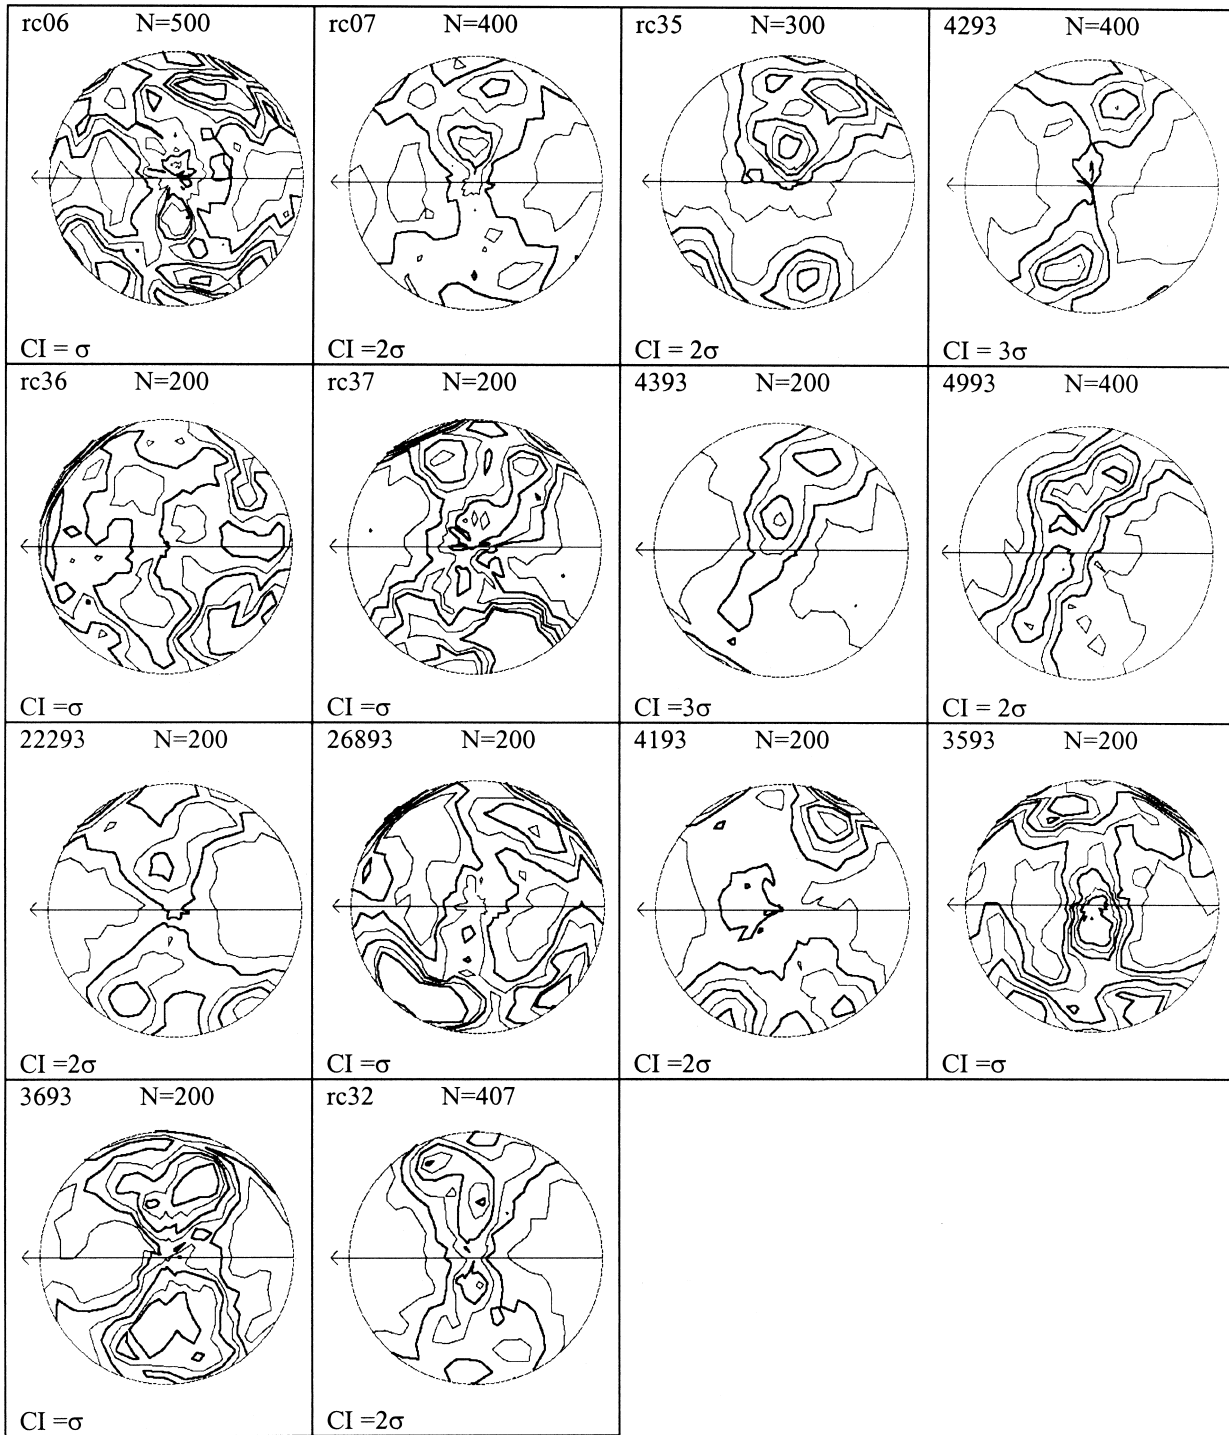 rc06 N=500
CI = σ
rc07 N=400
CI =2σ
rc35 N=300
CI = 2σ
4293 N=400
CI = 3σ
rc36 N=200
CI =σ
rc37 N=200
CI =σ
4393 N=200
CI =3σ
4993 N=400
CI = 2σ
22293 N=200
CI =2σ
26893 N=200
CI =σ
4193 N=200
CI =2σ
3593 N=200
CI =σ
3693 N=200
CI =σ
rc32 N=407
CI =2σ